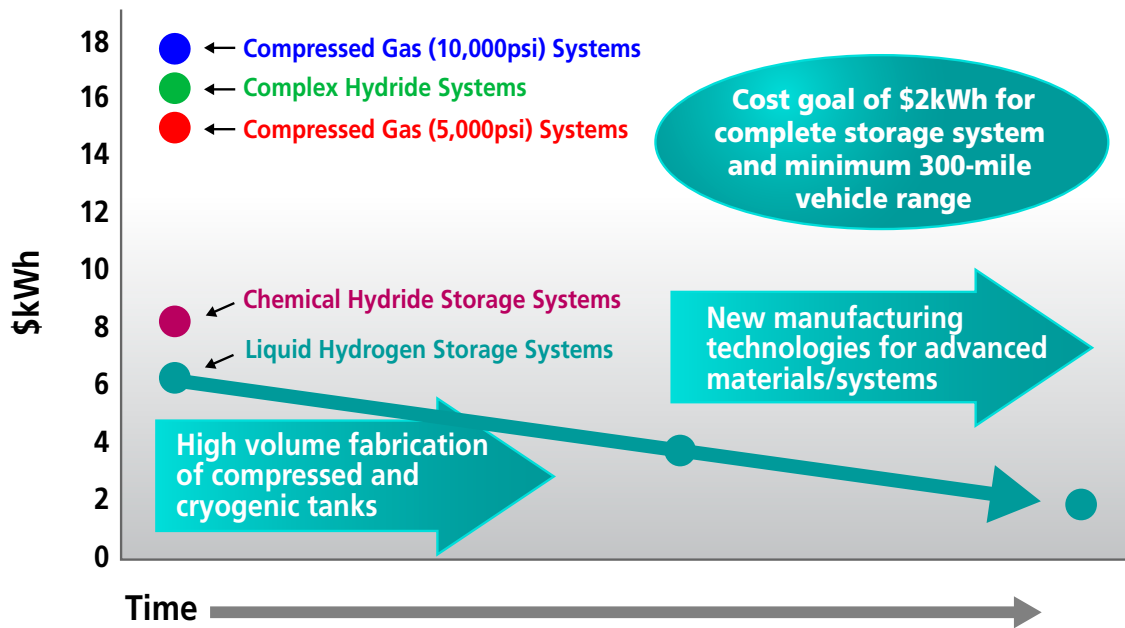 18
16
14
12
10
8
6
4
2
0
$kWh
Compressed Gas (10,000psi) Systems
Complex Hydride Systems
Compressed Gas (5,000psi) Systems
Cost goal of $2kWh for
complete storage system
and minimum 300-mile
vehicle range
Chemical Hydride Storage Systems
Liquid Hydrogen Storage Systems
New manufacturing
technologies for advanced
materials/systems
High volume fabrication
of compressed and
cryogenic tanks
Time